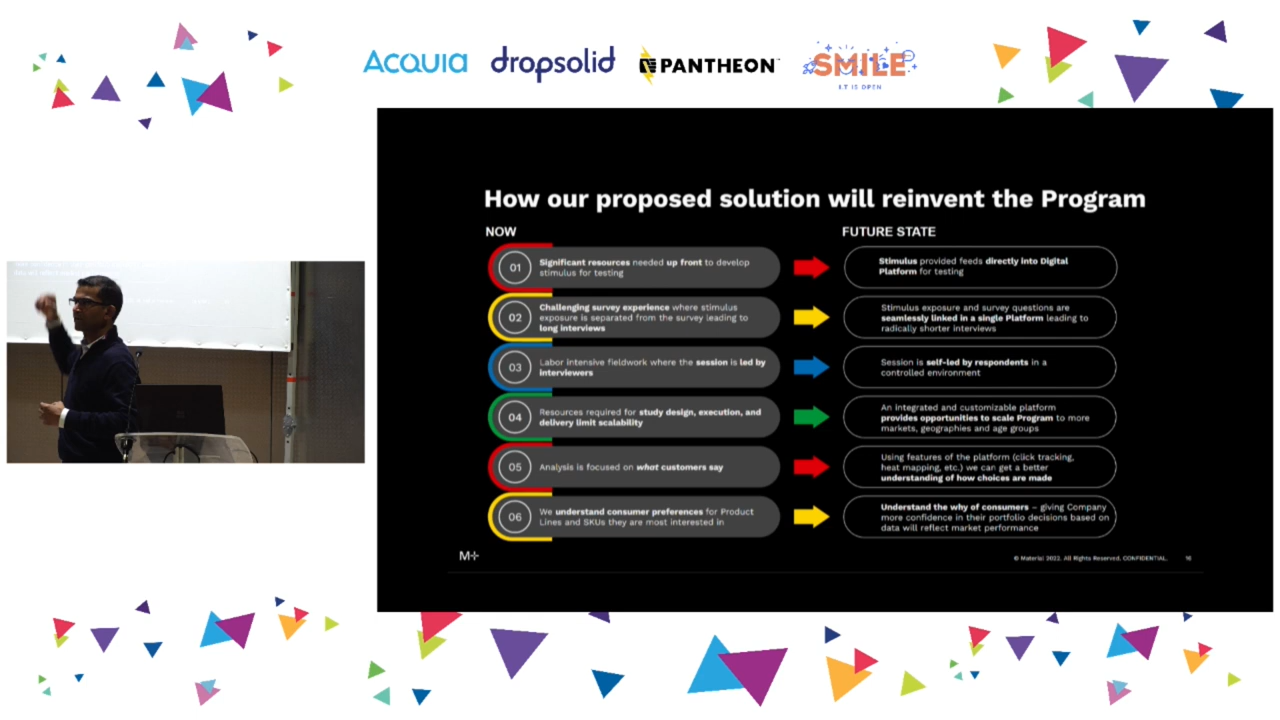 Acquia
dropsolid
PANTHEON
SMILE
I.T IS OPEN
How our proposed solution will reinvent the Program
NOW
FUTURE STATE
01
Significant resources needed up front to develop
stimulus for testing
Stimulus provided feeds directly into Digital
Platform for testing
02
Challenging survey experience where stimulus
exposure is separated from the survey leading to
long interviews
Stimulus exposure and survey questions are
seamlessly linked in a single Platform leading to
radically shorter interviews
03
Labor intensive fieldwork where the session is led by
interviewers
Session is self-led by respondents in a
controlled environment
04
Resources required for study design, execution, and
delivery limit scalability
An integrated and customizable platform
provides opportunities to scale Program to more
markets, geographies and age groups
05
Analysis is focused on what customers say
Using features of the platform (click tracking,
heat mapping, etc.) we can get a better
understanding of how choices are made
06
We understand consumer preferences for Product
Lines and SKUs they are most interested in
Understand the why of consumers – giving Company
more confidence in their portfolio decisions based on
data will reflect market performance
M+
© Material 2022. All Rights Reserved. CONFIDENTIAL. 16